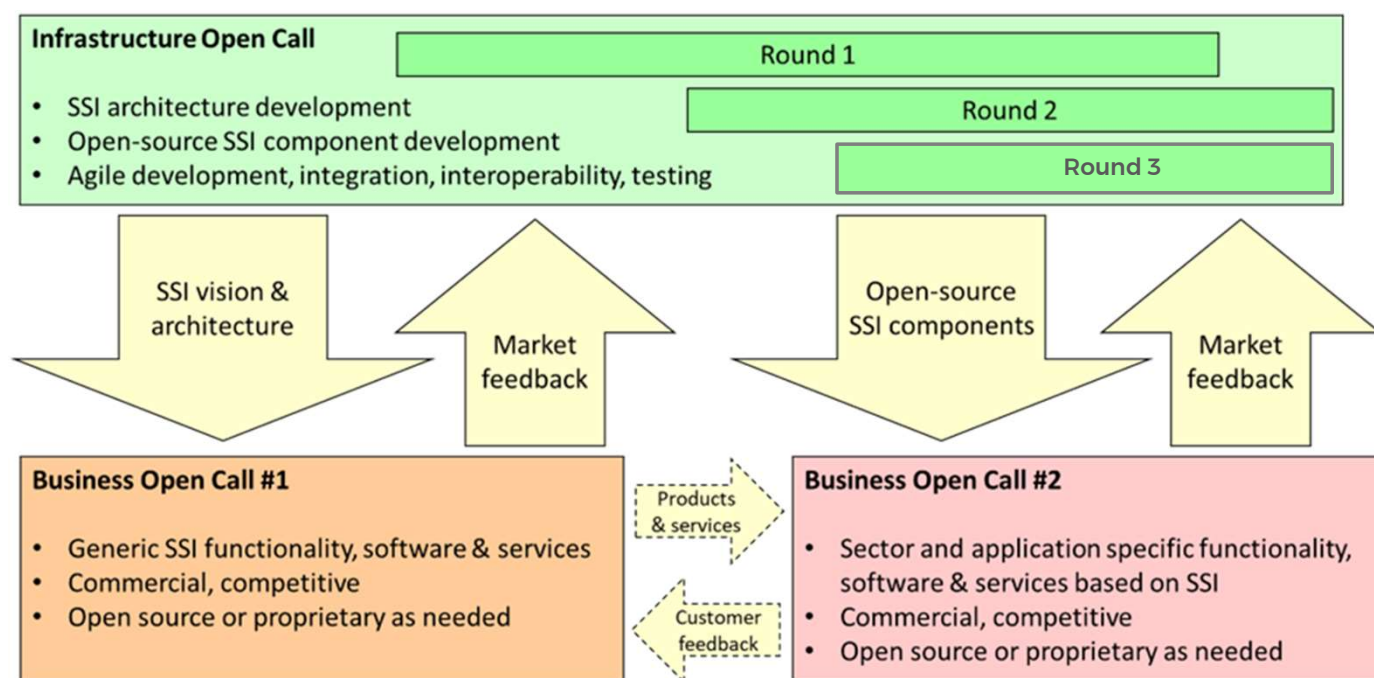 Infrastructure Open Call
Round 1
• SSI architecture development
Round 2
• Open-source SSI component development
• Agile development, integration, interoperability, testing
Round 3
SSI vision &
architecture
Market
feedback
Open-source
SSI components
Market
feedback
Business Open Call #1
• Generic SSI functionality, software & services
• Commercial, competitive
• Open source or proprietary as needed
Products
& services
Customer
feedback
Business Open Call #2
• Sector and application specific functionality,
software & services based on SSI
• Commercial, competitive
• Open source or proprietary as needed